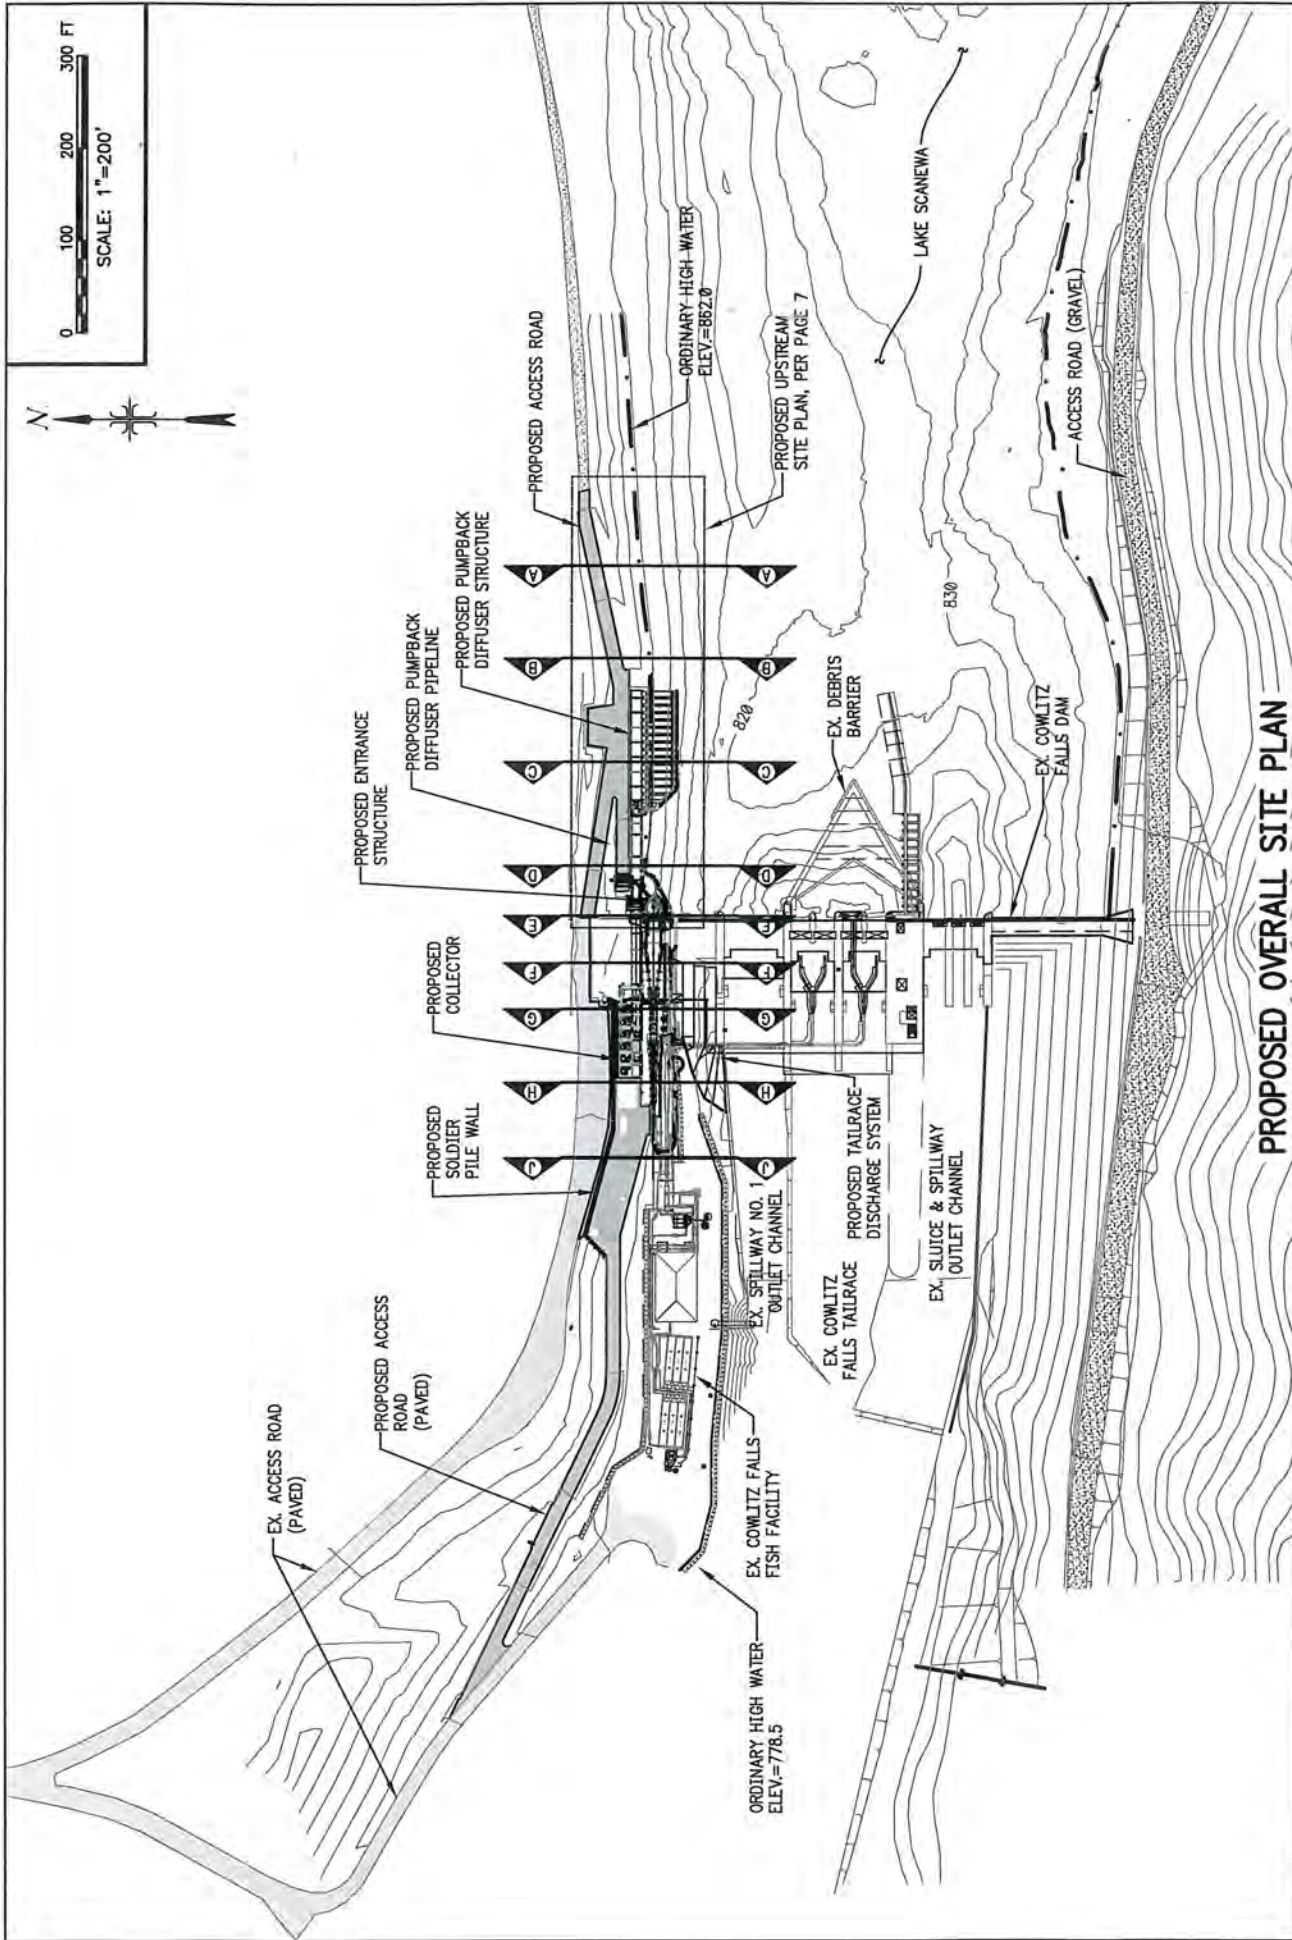 0 100 200 300 FT
SCALE: 1"=200'
N
EX. ACCESS ROAD
(PAVED)
PROPOSED ACCESS
ROAD
(PAVED)
PROPOSED
SOLDIER
PILE WALL
PROPOSED
COLLECTOR
PROPOSED ENTRANCE
STRUCTURE
PROPOSED PUMPBACK
DIFFUSER PIPELINE
PROPOSED PUMPBACK
DIFFUSER STRUCTURE
PROPOSED ACCESS ROAD
ORDINARY HIGH WATER
ELEV.=862.0
PROPOSED UPSTREAM
SITE PLAN, PER PAGE 7
J H G F E D C B A
J H G F E D C B A
LAKE SCANEWA
820
830
EX. DEBRIS
BARRIER
EX. COWLITZ
FALLS DAM
ACCESS ROAD (GRAVEL)
ORDINARY HIGH WATER
ELEV.=778.5
EX. COWLITZ FALLS
FISH FACILITY
EX. SPILLWAY NO. 1
OUTLET CHANNEL
EX. COWLITZ
FALLS TAILRACE
PROPOSED TAILRACE
DISCHARGE SYSTEM
EX. SLUICE & SPILLWAY
OUTLET CHANNEL
PROPOSED OVERALL SITE PLAN